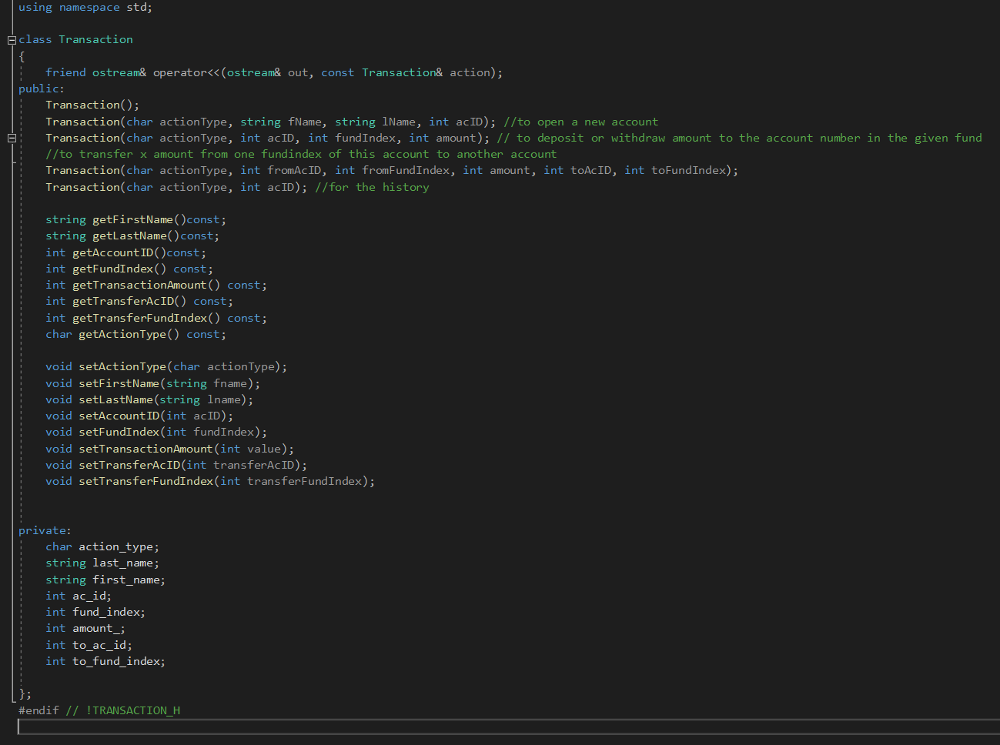 using namespace std;
class Transaction
{
friend ostream& operator<<(ostream& out, const Transaction& action);
public:
Transaction();
Transaction(char actionType, string fName, string lName, int acID); //to open a new account
Transaction(char actionType, int acID, int fundIndex, int amount); // to deposit or withdraw amount to the account number in the given fund
//to transfer x amount from one fundindex of this account to another account
Transaction(char actionType, int fromAcID, int fromFundIndex, int amount, int toAcID, int toFundIndex);
Transaction(char actionType, int acID); //for the history
string getFirstName()const;
string getLastName()const;
int getAccountID()const;
int getFundIndex() const;
int getTransactionAmount() const;
int getTransferAcID() const;
int getTransferFundIndex() const;
char getActionType() const;
void setActionType(char actionType);
void setFirstName(string fname);
void setLastName(string lname);
void setAccountID(int acID);
void setFundIndex(int fundIndex);
void setTransactionAmount(int value);
void setTransferAcID(int transferAcID);
void setTransferFundIndex(int transferFundIndex);
private:
char action_type;
string last_name;
string first_name;
int ac_id;
int fund_index;
int amount_;
int to_ac_id;
int to_fund_index;
};
#endif // !TRANSACTION_H